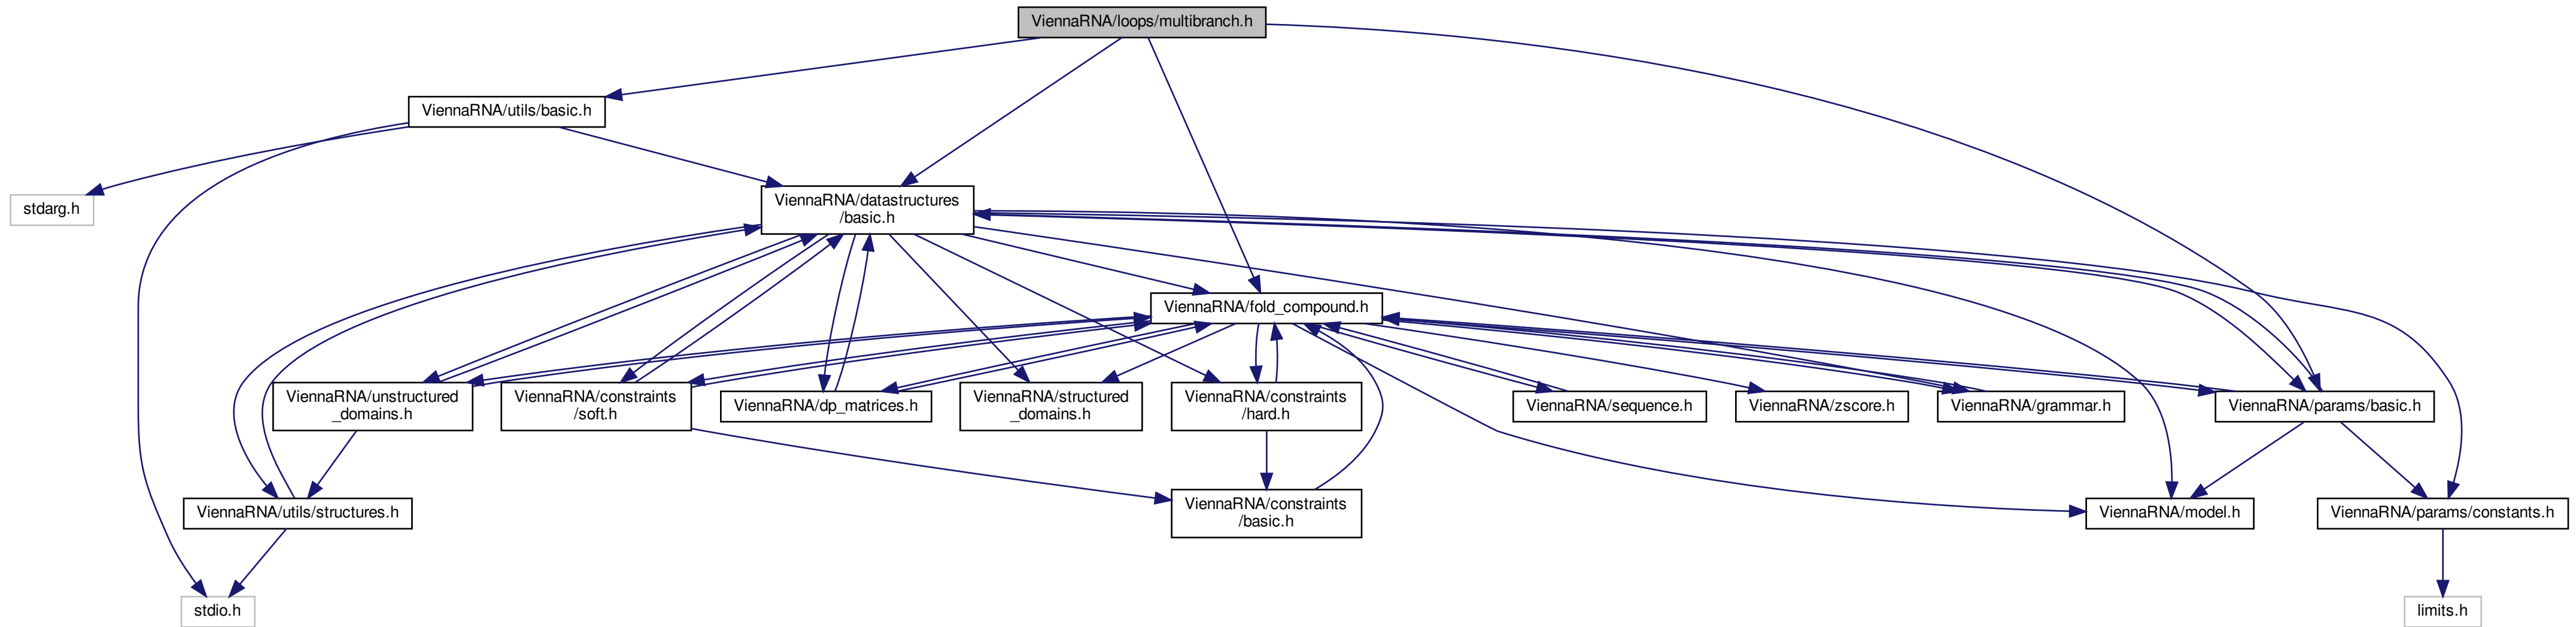 ViennaRNA/loops/multibranch.h
ViennaRNA/utils/basic.h
stdarg.h
ViennaRNA/datastructures
/basic.h
ViennaRNA/fold_compound.h
ViennaRNA/unstructured
_domains.h
ViennaRNA/constraints
/soft.h
ViennaRNA/dp_matrices.h
ViennaRNA/structured
_domains.h
ViennaRNA/constraints
/hard.h
ViennaRNA/sequence.h
ViennaRNA/zscore.h
ViennaRNA/grammar.h
ViennaRNA/params/basic.h
ViennaRNA/utils/structures.h
ViennaRNA/constraints
/basic.h
ViennaRNA/model.h
ViennaRNA/params/constants.h
stdio.h
limits.h